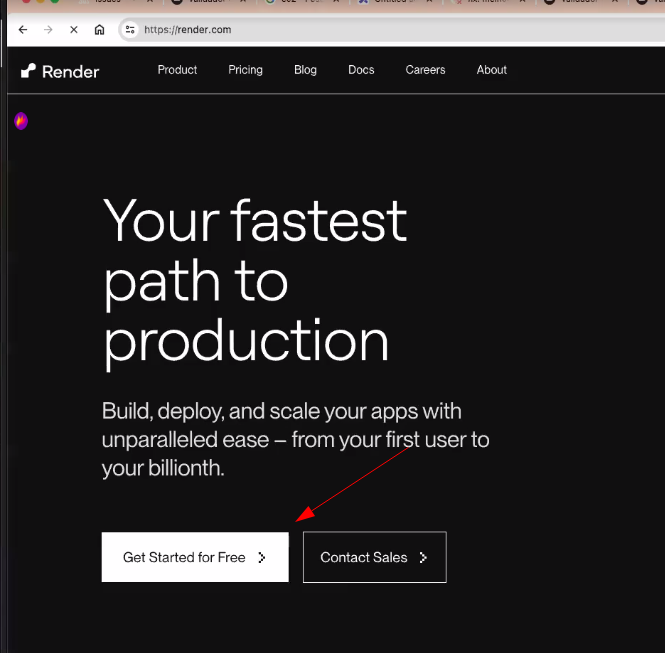 https://render.com
Render Product Pricing Blog Docs Careers About
Your fastest
path to
production
Build, deploy, and scale your apps with
unparalleled ease – from your first user to
your billionth.
Get Started for Free Contact Sales